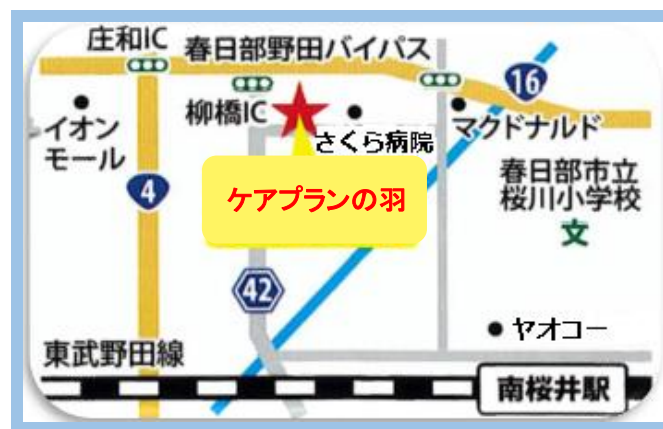 庄和IC
春日部野田バイパス
16
柳橋IC
さくら病院
マクドナルド
イオン
モール
春日部市立
桜川小学校
文
4
ケアプランの羽
42
ヤオコー
東武野田線
南桜井駅